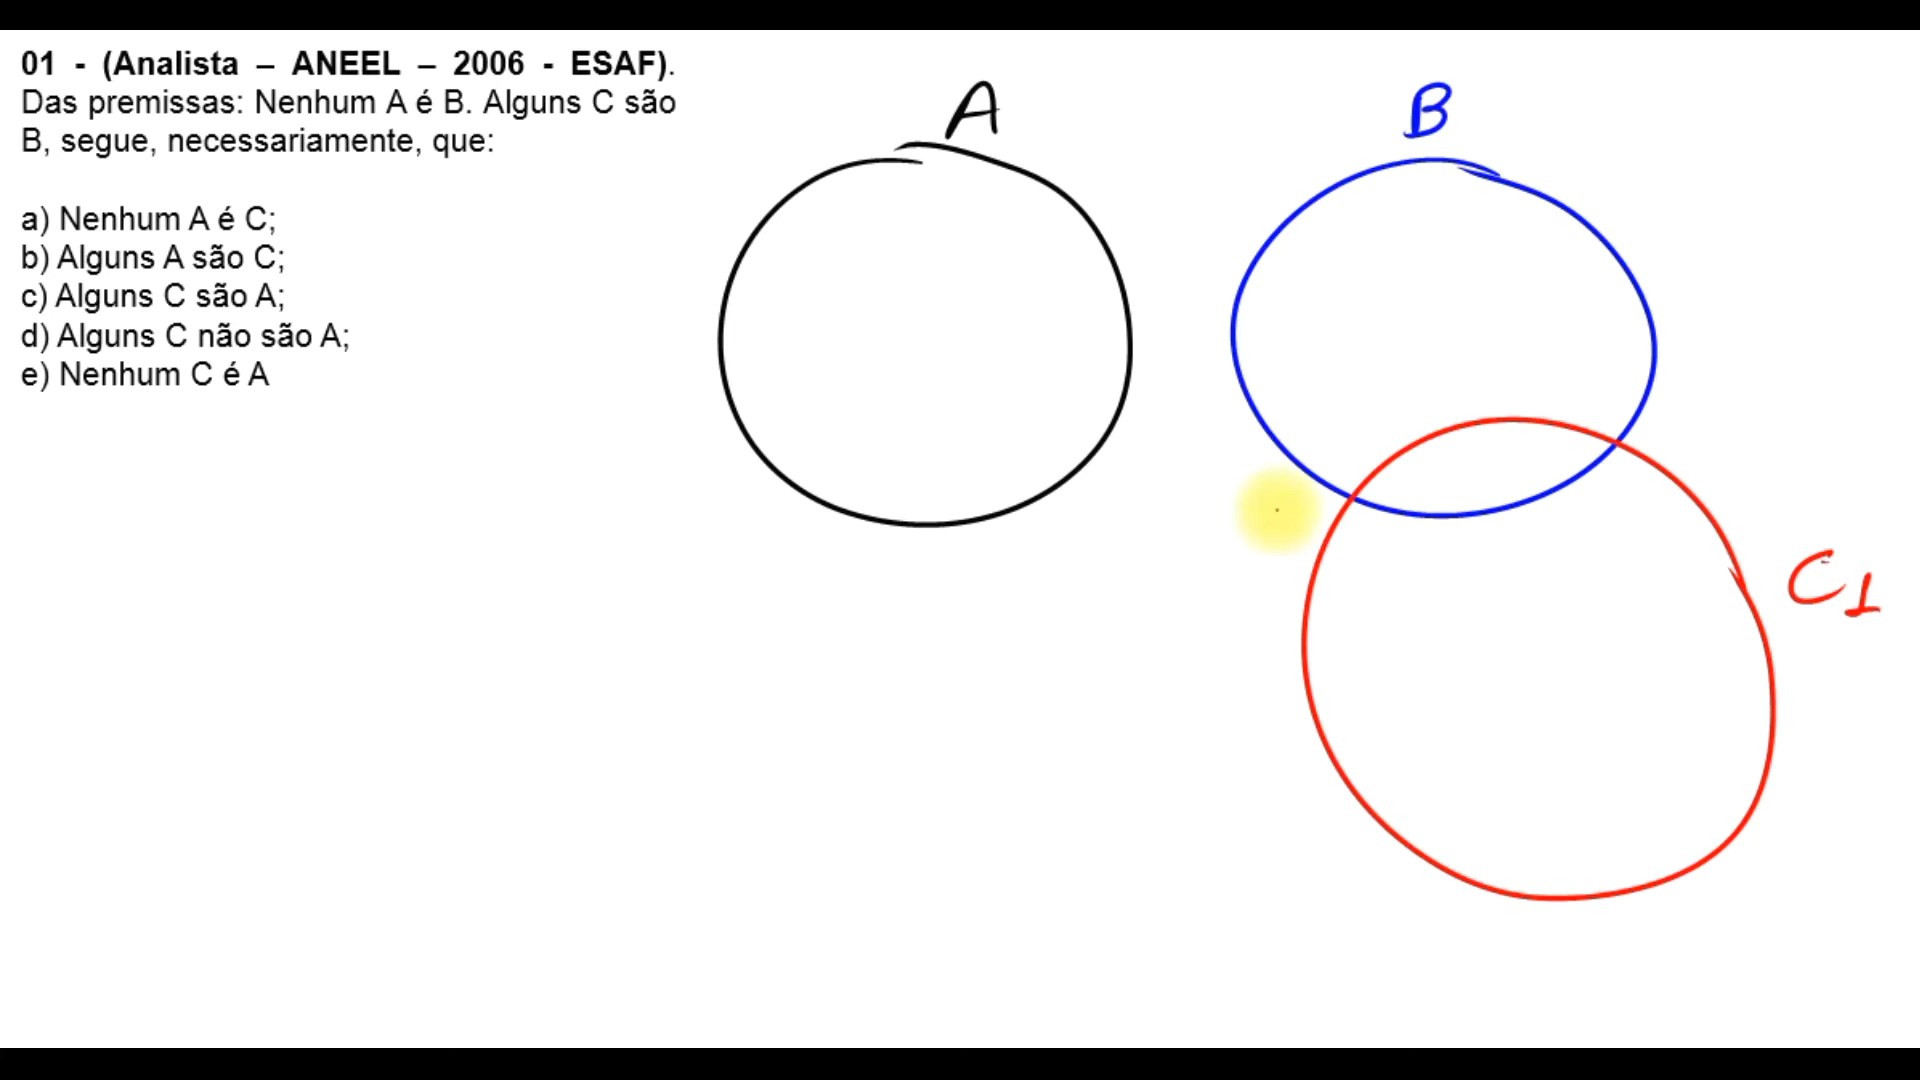 01 - (Analista – ANEEL – 2006 - ESAF).
Das premissas: Nenhum A é B. Alguns C são
B, segue, necessariamente, que:
a) Nenhum A é C;
b) Alguns A são C;
c) Alguns C são A;
d) Alguns C não são A;
e) Nenhum C é A
A
B
C1